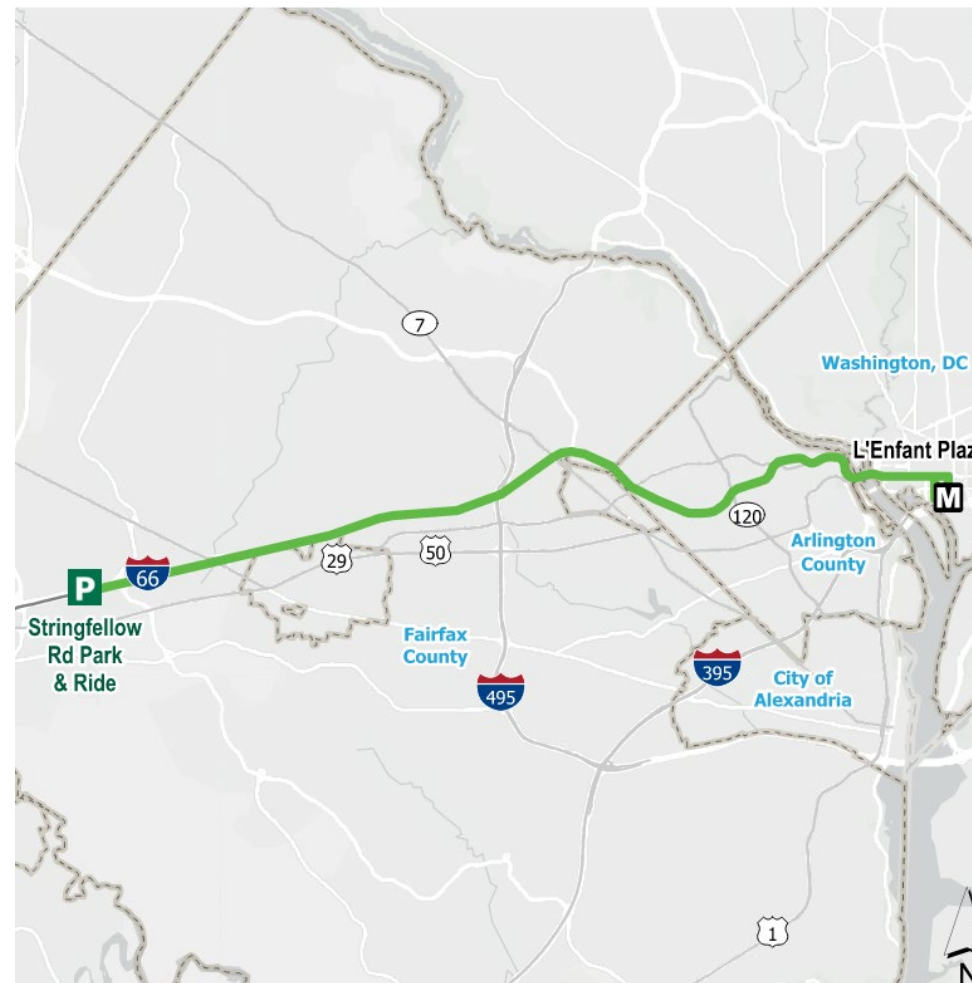 7
Washington, DC
L'Enfant Plaz
M
120
Arlington
County
50
29
66
P
Stringfellow
Rd Park
& Ride
Fairfax
County
395
495
City of
Alexandria
1
N